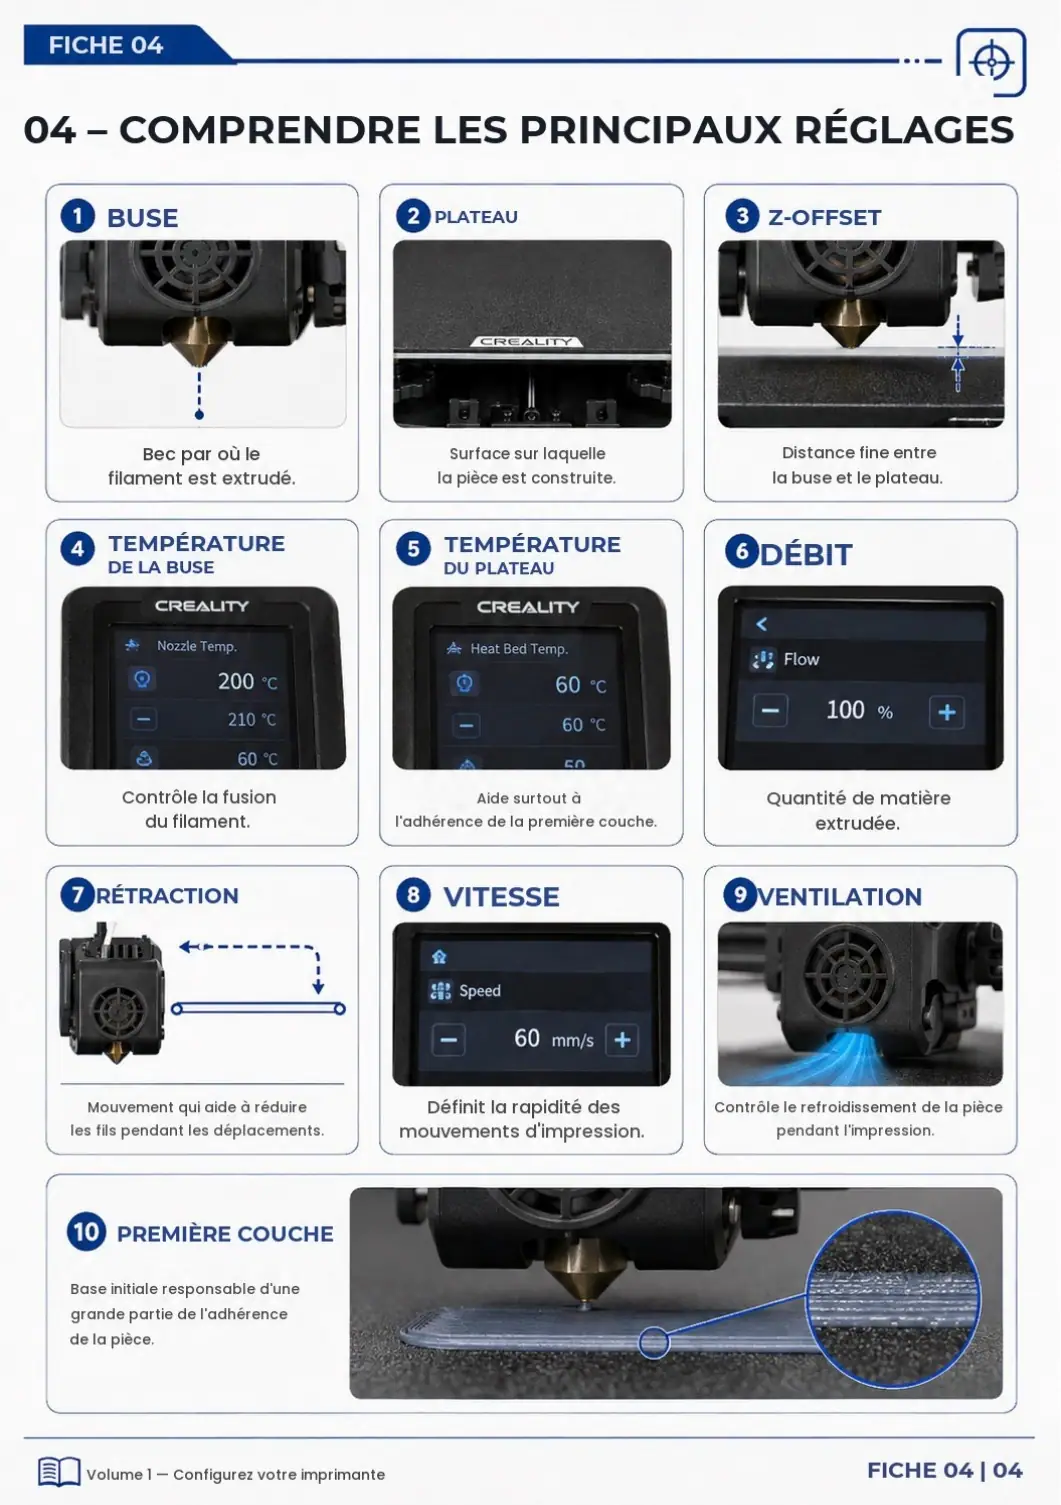 FICHE 04
04 – COMPRENDRE LES PRINCIPAUX RÉGLAGES
1 BUSE
Bec par où le
filament est extrudé.
2 PLATEAU
CREALITY
Surface sur laquelle
la pièce est construite.
3 Z-OFFSET
Distance fine entre
la buse et le plateau.
4 TEMPÉRATURE
DE LA BUSE
CREALITY
Nozzle Temp.
200 °C
210 °C
60 °C
Contrôle la fusion
du filament.
5 TEMPÉRATURE
DU PLATEAU
CREALITY
Heat Bed Temp.
60 °C
60 °C
50
Aide surtout à
l'adhérence de la première couche.
6 DÉBIT
Flow
100 %
Quantité de matière
extrudée.
7 RÉTRACTION
Mouvement qui aide à réduire
les fils pendant les déplacements.
8 VITESSE
Speed
60 mm/s
Définit la rapidité des
mouvements d'impression.
9 VENTILATION
Contrôle le refroidissement de la pièce
pendant l'impression.
10 PREMIÈRE COUCHE
Base initiale responsable d'une
grande partie de l'adhérence
de la pièce.
Volume 1 — Configurez votre imprimante
FICHE 04 | 04